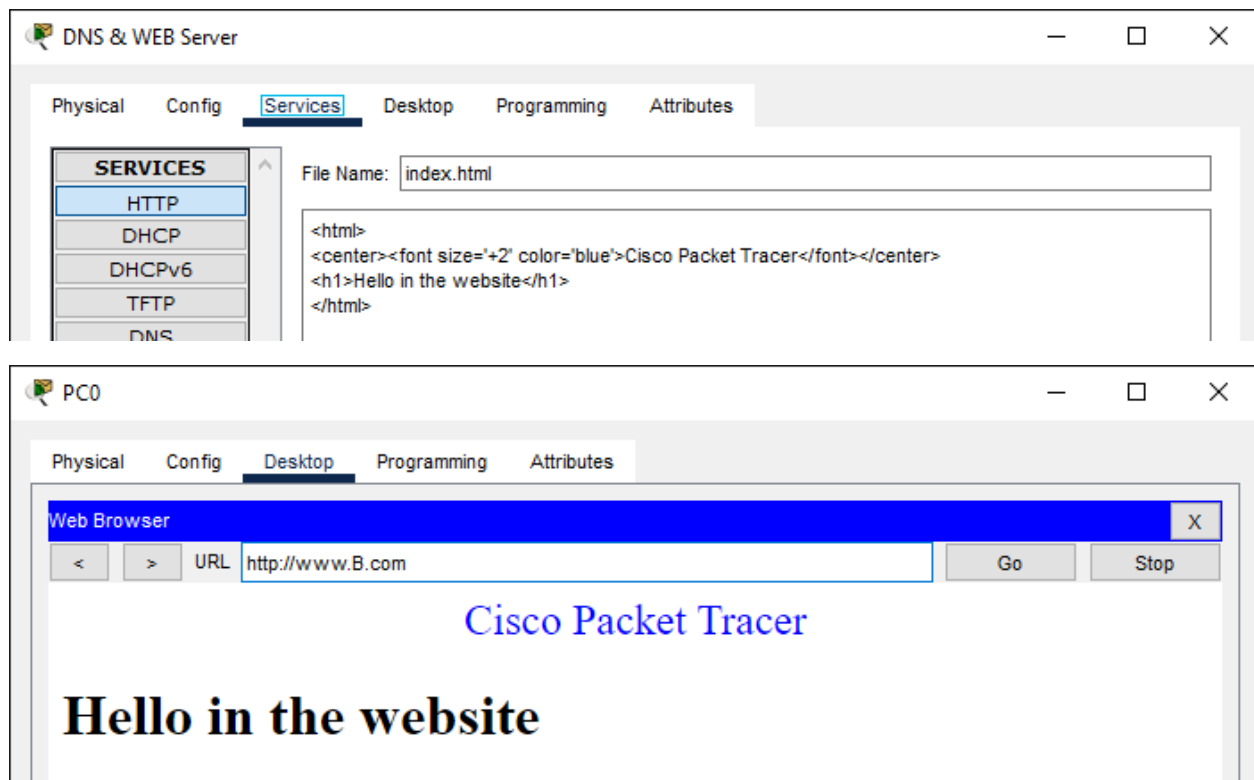 DNS & WEB Server
Physical Config Services Desktop Programming Attributes
SERVICES
HTTP
DHCP
DHCPv6
TFTP
DNS
File Name: index.html
<html>
<center><font size='+2' color='blue'>Cisco Packet Tracer</font></center>
<h1>Hello in the website</h1>
</html>
PC0
Physical Config Desktop Programming Attributes
Web Browser X
< > URL http://www.B.com Go Stop
Cisco Packet Tracer
Hello in the website